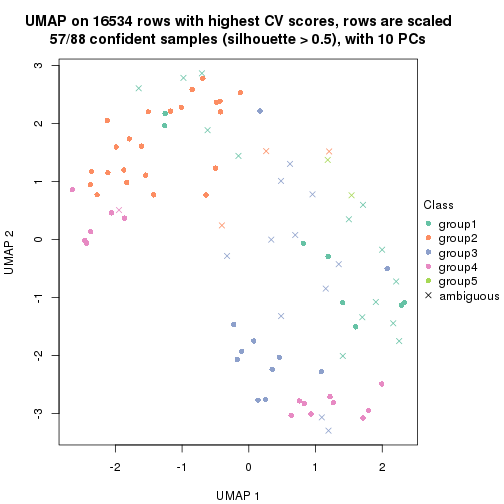 UMAP on 16534 rows with highest CV scores, rows are scaled
57/88 confident samples (silhouette > 0.5), with 10 PCs
3
2
1
0
-1
-2
-3
UMAP 2
-2
-1
0
1
2
UMAP 1
Class
group1
group2
group3
group4
group5
ambiguous